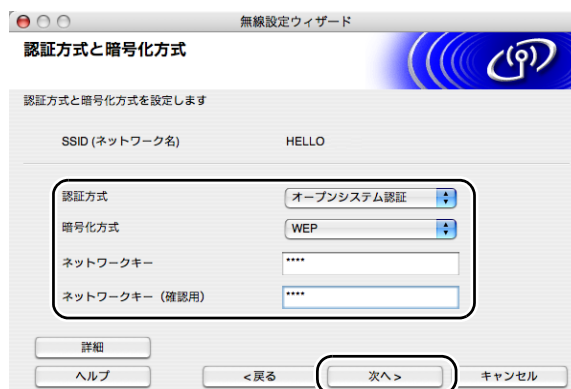 無線設定ウィザード
認証方式と暗号化方式
認証方式と暗号化方式を設定します
SSID (ネットワーク名) HELLO
認証方式 オープンシステム認証
暗号化方式 WEP
ネットワークキー ****
ネットワークキー（確認用） ****
詳細
ヘルプ <戻る 次へ> キャンセル